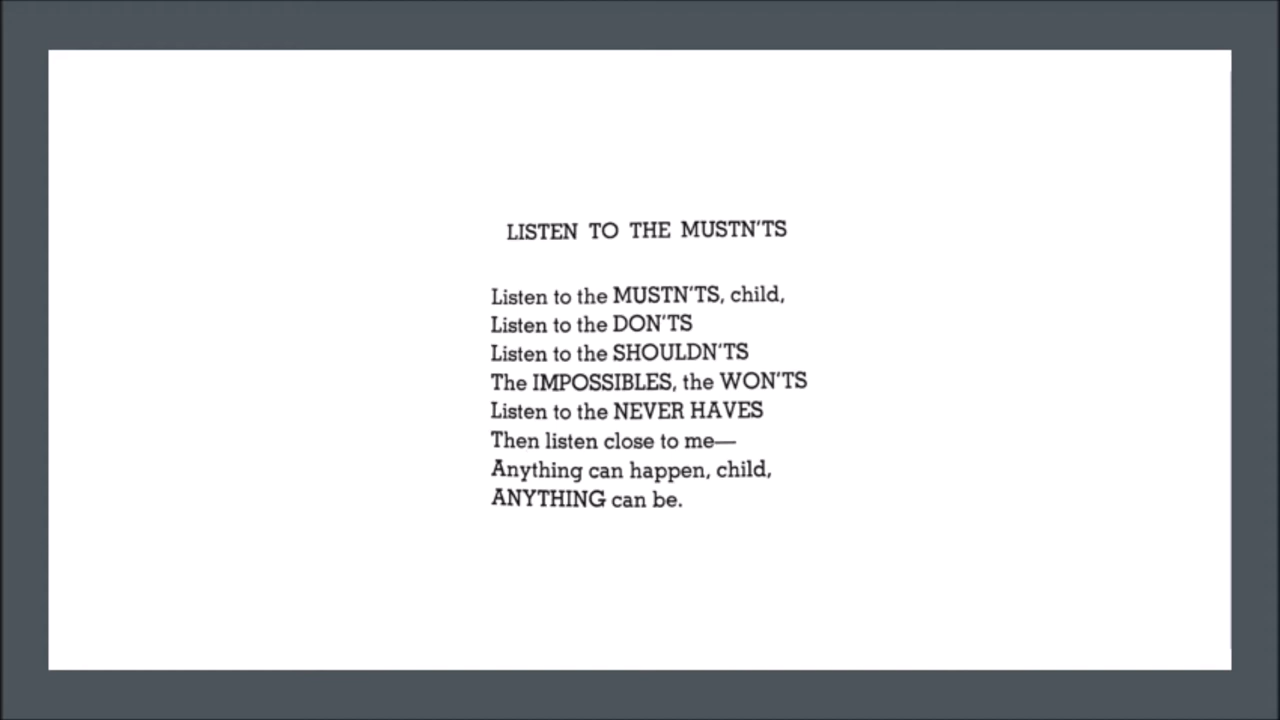 LISTEN TO THE MUSTN'TS
Listen to the MUSTN'TS, child,
Listen to the DON'TS
Listen to the SHOULDN'TS
The IMPOSSIBLES, the WON'TS
Listen to the NEVER HAVES
Then listen close to me—
Anything can happen, child,
ANYTHING can be.